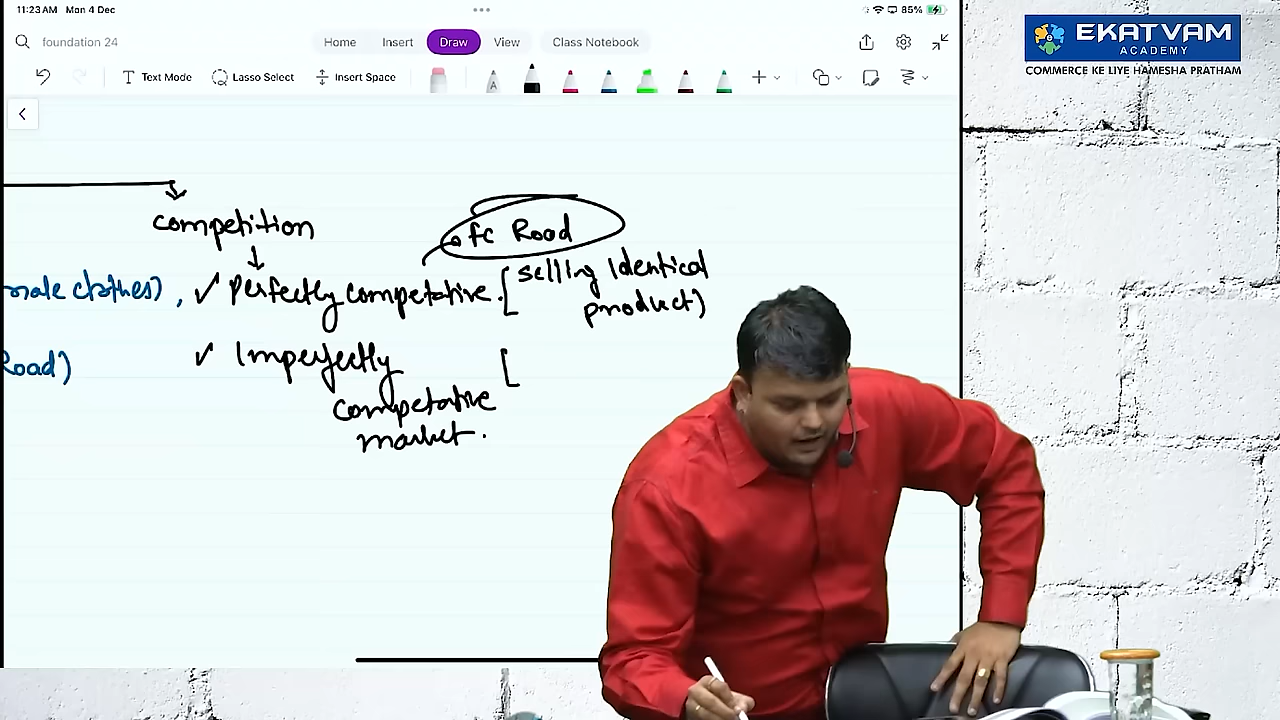 11:23 AM Mon 4 Dec
85%
foundation 24
Home Insert Draw View Class Notebook
Text Mode Lasso Select Insert Space
EKATVAM
ACADEMY
COMMERCE KE LIYE HAMESHA PRATHAM
competition
fc Road
male clothes), ✓ Perfectly competative. [ selling Identical
product)
Road) ✓ Imperfectly [
competative
market.